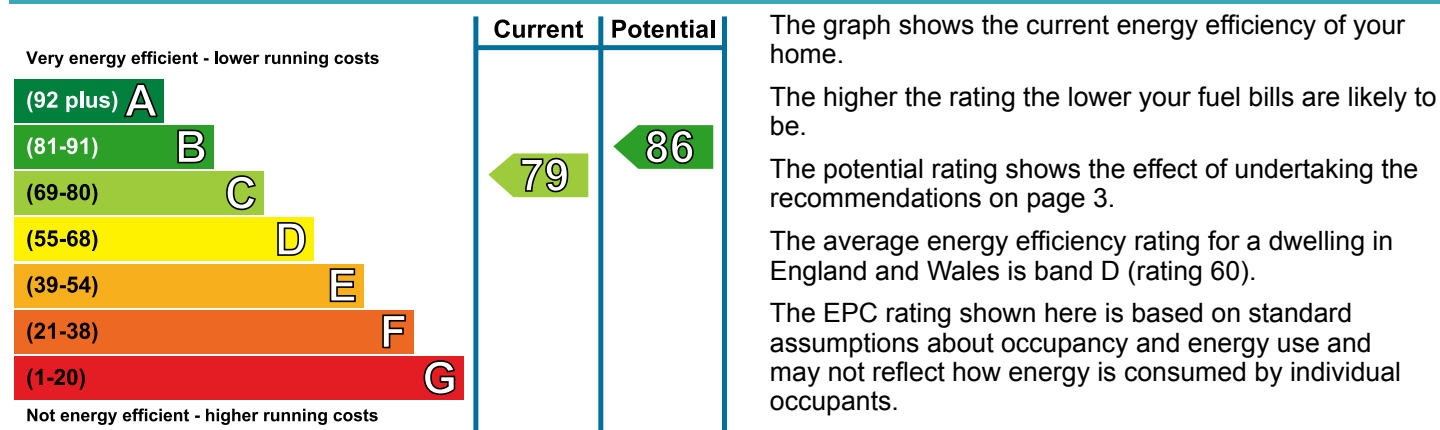 Current Potential
Very energy efficient - lower running costs
(92 plus) A
(81-91) B
(69-80) C
(55-68) D
(39-54) E
(21-38) F
(1-20) G
Not energy efficient - higher running costs
79
86
The graph shows the current energy efficiency of your
home.
The higher the rating the lower your fuel bills are likely to
be.
The potential rating shows the effect of undertaking the
recommendations on page 3.
The average energy efficiency rating for a dwelling in
England and Wales is band D (rating 60).
The EPC rating shown here is based on standard
assumptions about occupancy and energy use and
may not reflect how energy is consumed by individual
occupants.